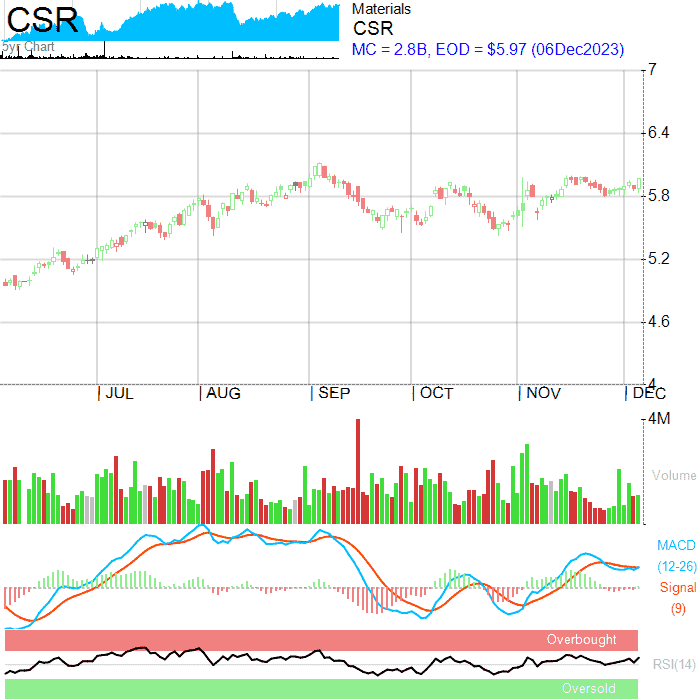 CSR
5yr Chart
Materials
CSR
MC = 2.8B, EOD = $5.97 (06Dec2023)
7
6.4
5.8
5.2
4.6
4
| JUL | AUG | SEP | OCT | NOV | DEC
4M
Volume
MACD
(12-26)
Signal
(9)
Overbought
RSI(14)
Oversold